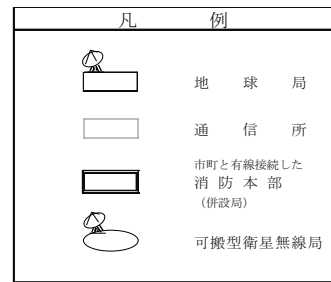 凡 例
地 球 局
通 信 所
市町と有線接続した
消 防 本 部
(併設局)
可搬型衛星無線局